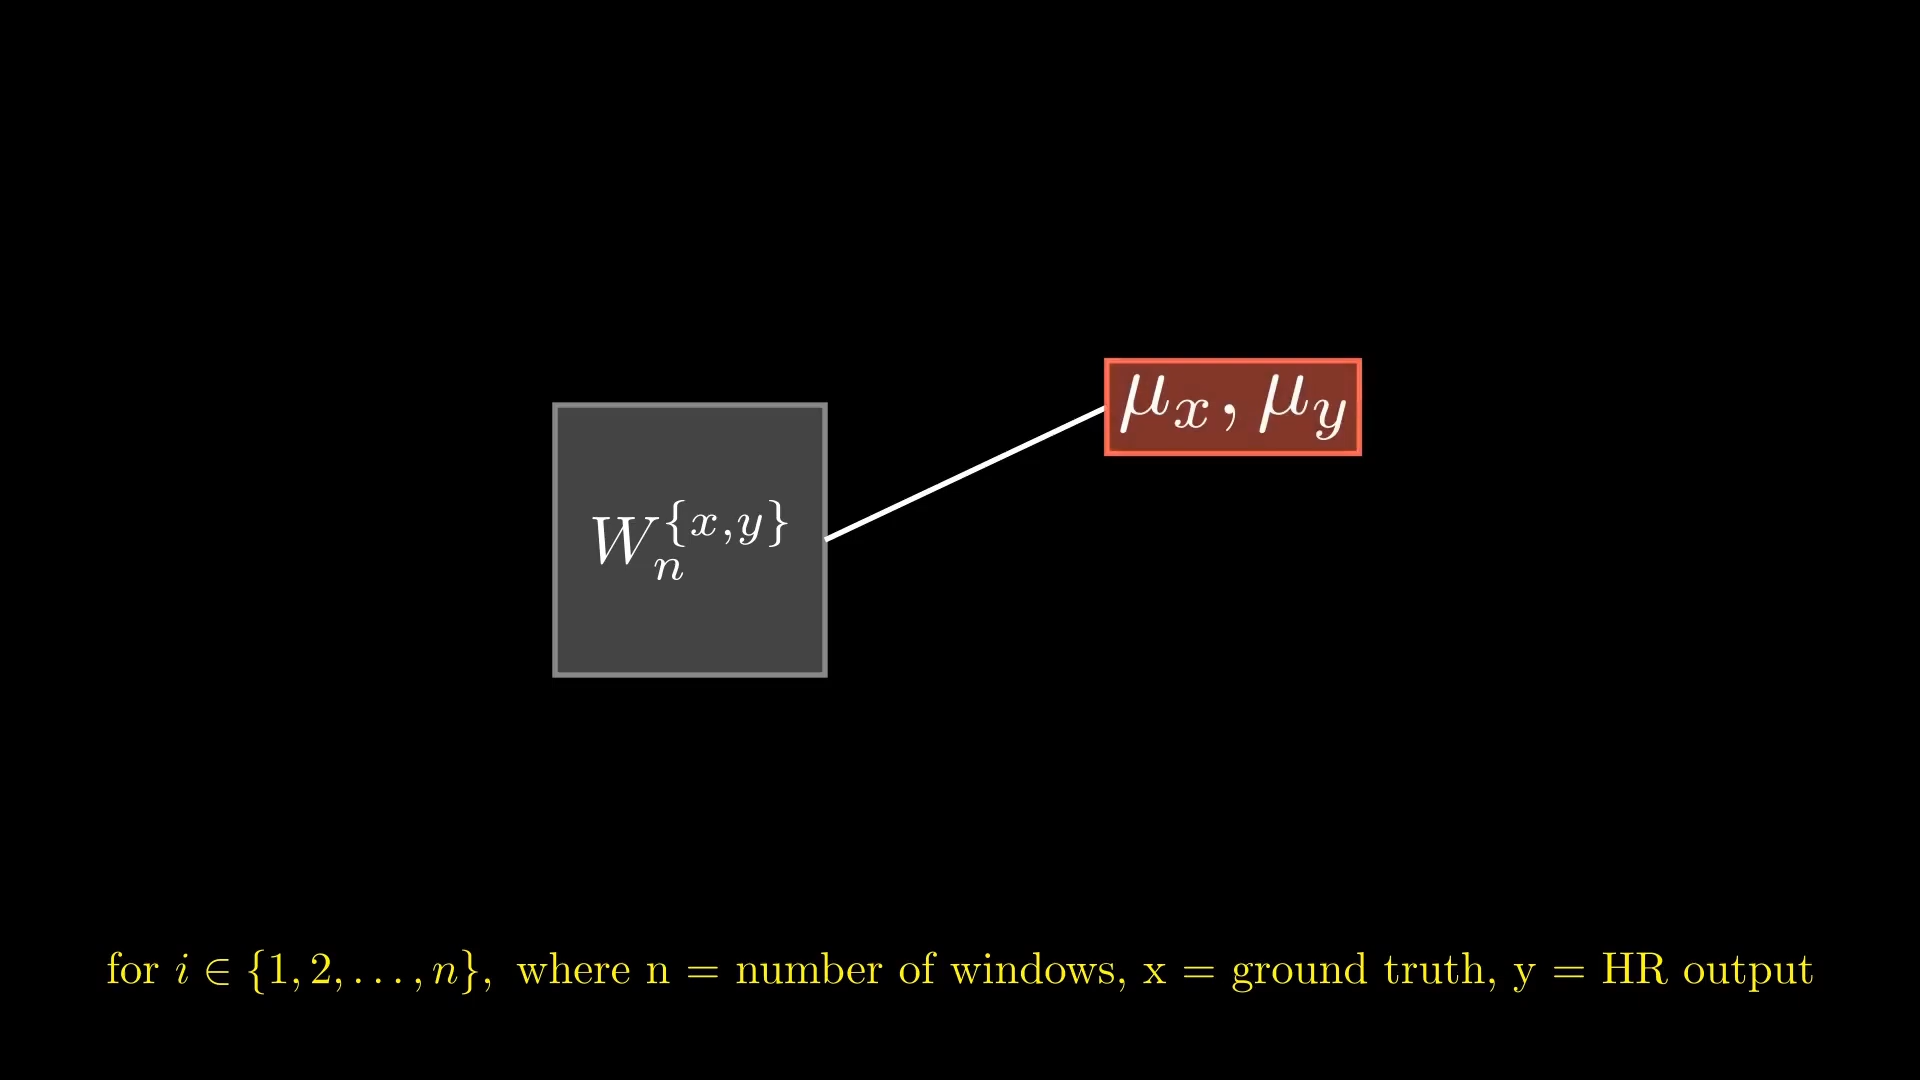 W_n^{x,y}
μ_x, μ_y
for i ∈ {1, 2, . . . , n}, where n = number of windows, x = ground truth, y = HR output